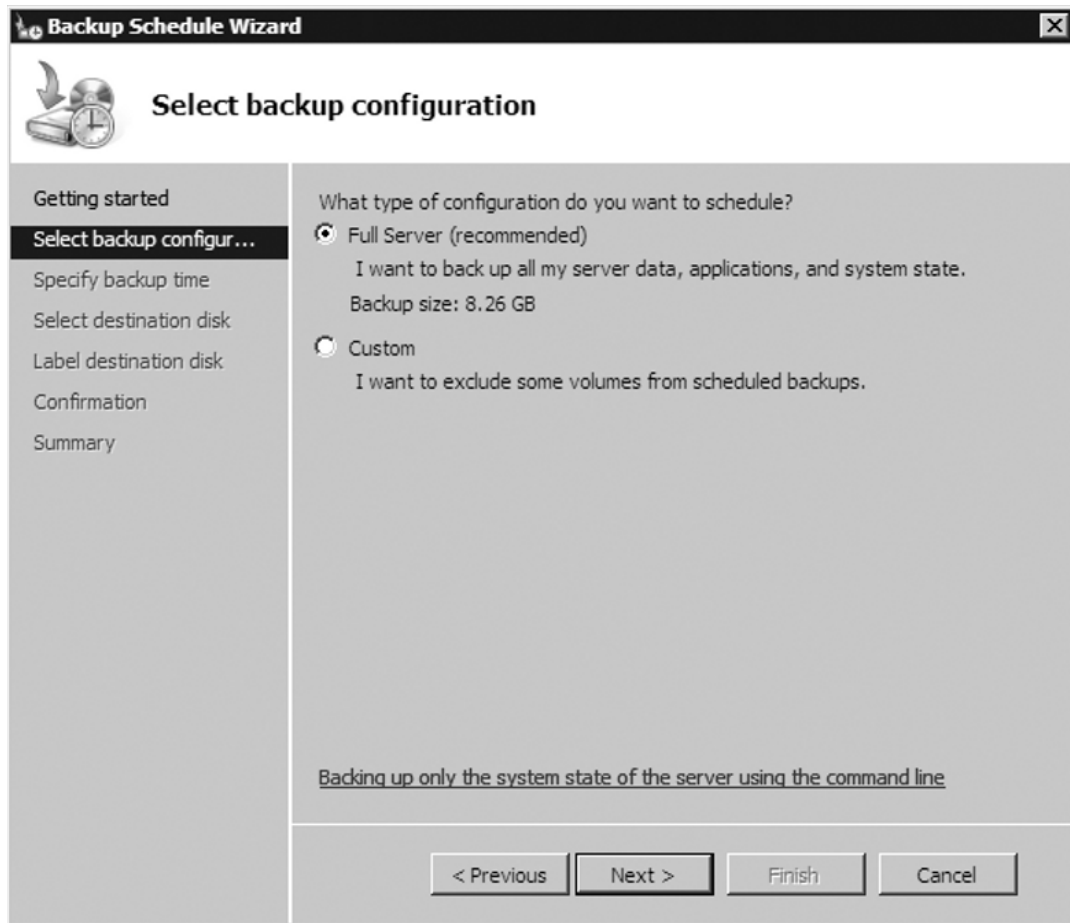 Backup Schedule Wizard
Select backup configuration
Getting started
Select backup configur...
Specify backup time
Select destination disk
Label destination disk
Confirmation
Summary
What type of configuration do you want to schedule?
Full Server (recommended)
I want to back up all my server data, applications, and system state.
Backup size: 8.26 GB
Custom
I want to exclude some volumes from scheduled backups.
Backing up only the system state of the server using the command line
< Previous
Next >
Finish
Cancel